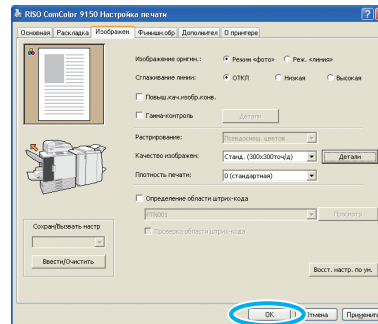 RISO ComColor 9150 Настройка печати
Основная Раскладка Изображен. Финишн.обр Дополнител О принтере
Изображение оригин.: Режим «фото» Реж. «линия»
Сглаживание линии: ОТКЛ Низкая Высокая
Повыш.кач.изобр.конв.
Гамма-контроль Детали
Растрирование: Псевдосмеш. цветов
Качество изображен: Станд. (300x300точ/д) Детали
Плотность печати: 0 (стандартная)
Определение области штрих-кода
PTN001 Просмотр
Проверка области штрих-кода
Сохран/Вызвать настр
Ввести/Очистить
Восст. настр. по ум.
OK Отмена Применить